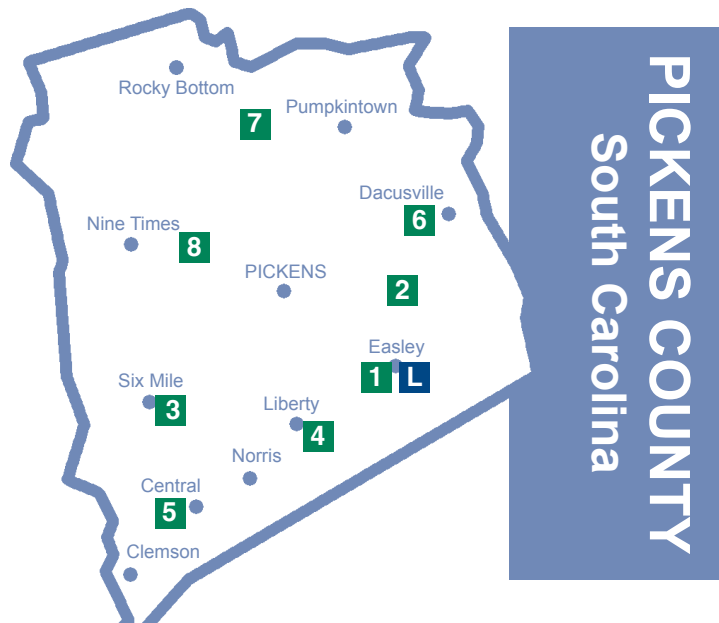 Rocky Bottom
Pumpkintown
7
Dacusville
6
Nine Times
8
PICKENS
2
Easley
1 L
Six Mile
3
Liberty
4
Norris
Central
5
Clemson
PICKENS COUNTY
South Carolina